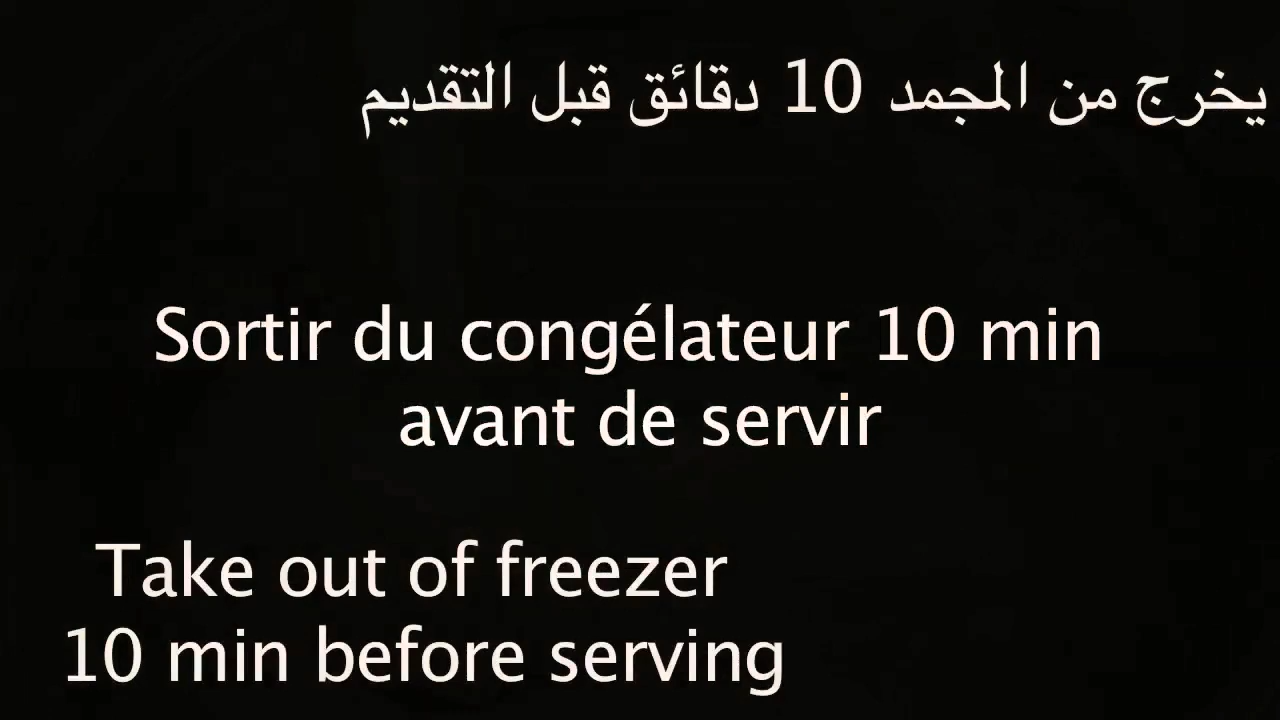 يخرج من المجمد 10 دقائق قبل التقديم
Sortir du congélateur 10 min
avant de servir
Take out of freezer
10 min before serving